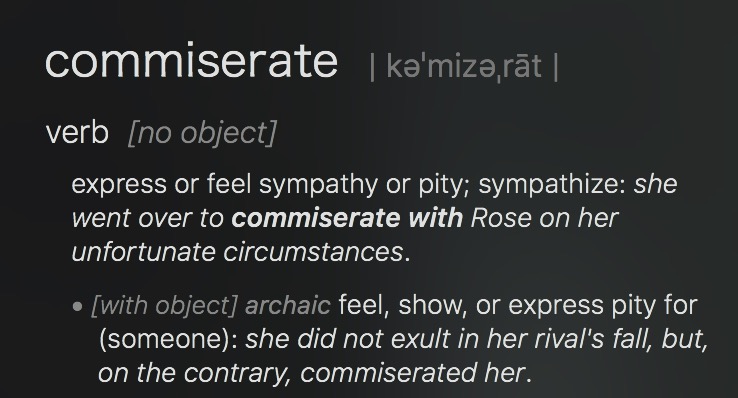 commiserate | kəˈmizəˌrāt |
verb [no object]
express or feel sympathy or pity; sympathize: she
went over to commiserate with Rose on her
unfortunate circumstances.
• [with object] archaic feel, show, or express pity for
(someone): she did not exult in her rival's fall, but,
on the contrary, commiserated her.